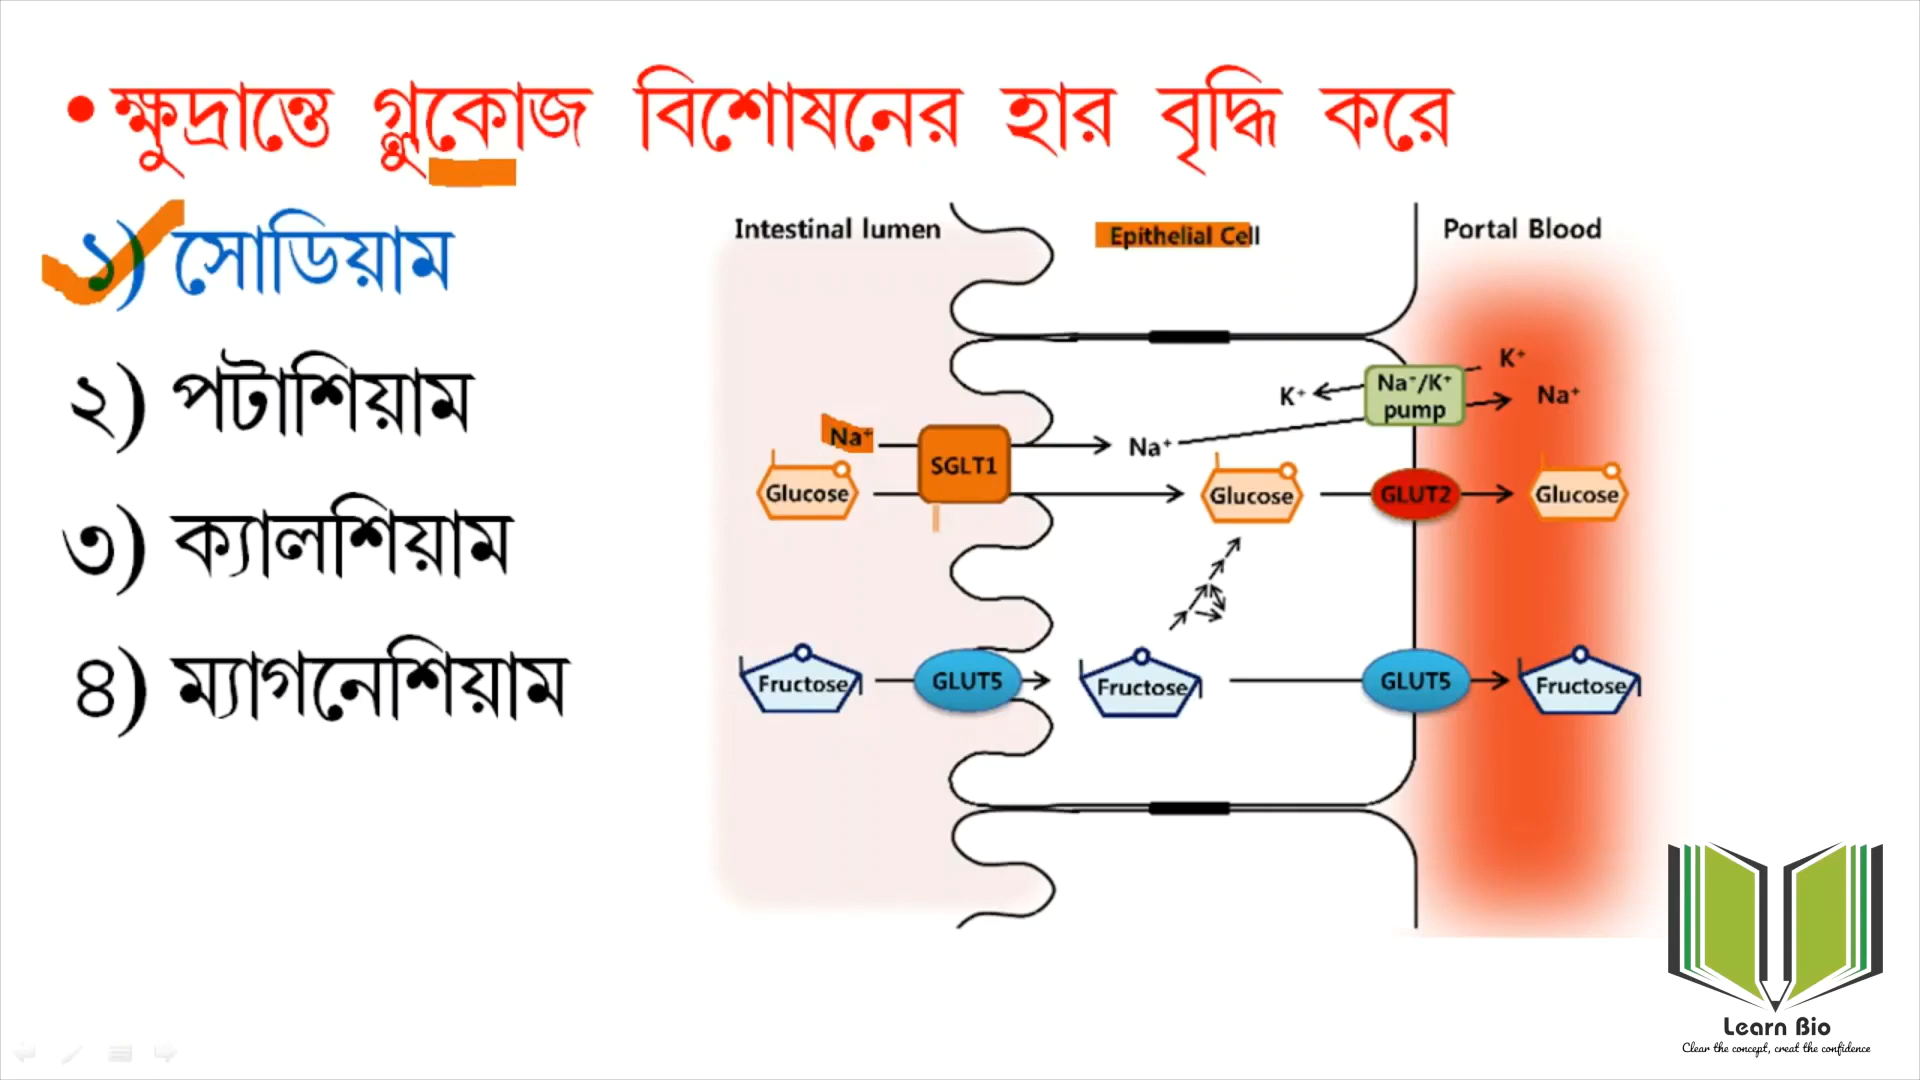 • ক্ষুদ্রান্তে গ্লুকোজ বিশোষনের হার বৃদ্ধি করে
১) সোডিয়াম
২) পটাশিয়াম
৩) ক্যালশিয়াম
৪) ম্যাগনেশিয়াম
Intestinal lumen
Epithelial Cell
Portal Blood
K⁺
K⁺
Na⁺/K⁺
pump
Na⁺
Na⁺
SGLT1
Na⁺
Glucose
Glucose
GLUT2
Glucose
Fructose
GLUT5
Fructose
GLUT5
Fructose
Learn Bio
Clear the concept, creat the confidence